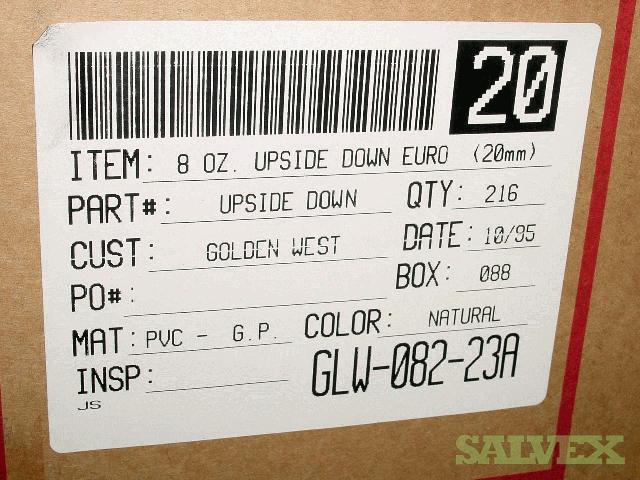 20
ITEM: 8 OZ. UPSIDE DOWN EURO (20mm)
PART#: UPSIDE DOWN QTY: 216
CUST: GOLDEN WEST DATE: 10/95
PO#: BOX: 088
MAT: PVC - G.P. COLOR: NATURAL
INSP: GLW-082-23A
JS
SALVEX